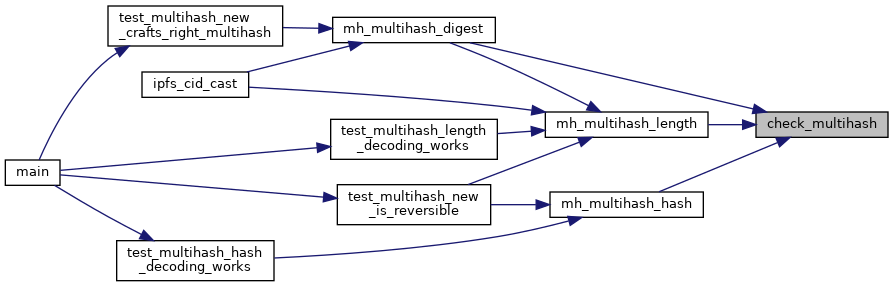 test_multihash_new
_crafts_right_multihash
mh_multihash_digest
ipfs_cid_cast
mh_multihash_length
check_multihash
test_multihash_length
_decoding_works
main
test_multihash_new
_is_reversible
mh_multihash_hash
test_multihash_hash
_decoding_works